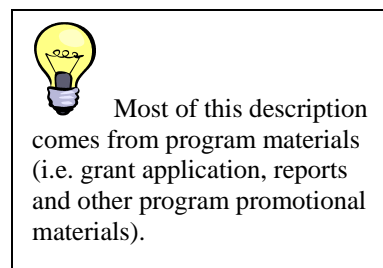 Most of this description
comes from program materials
(i.e. grant application, reports
and other program promotional
materials).